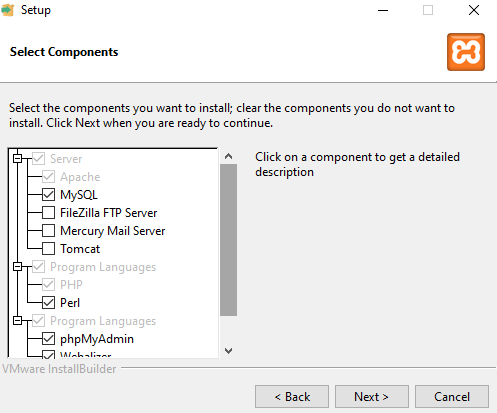 Setup
Select Components
Select the components you want to install; clear the components you do not want to
install. Click Next when you are ready to continue.
Server
Apache
MySQL
FileZilla FTP Server
Mercury Mail Server
Tomcat
Program Languages
PHP
Perl
Program Languages
phpMyAdmin
Webalizer
Click on a component to get a detailed
description
VMware InstallBuilder
< Back
Next >
Cancel